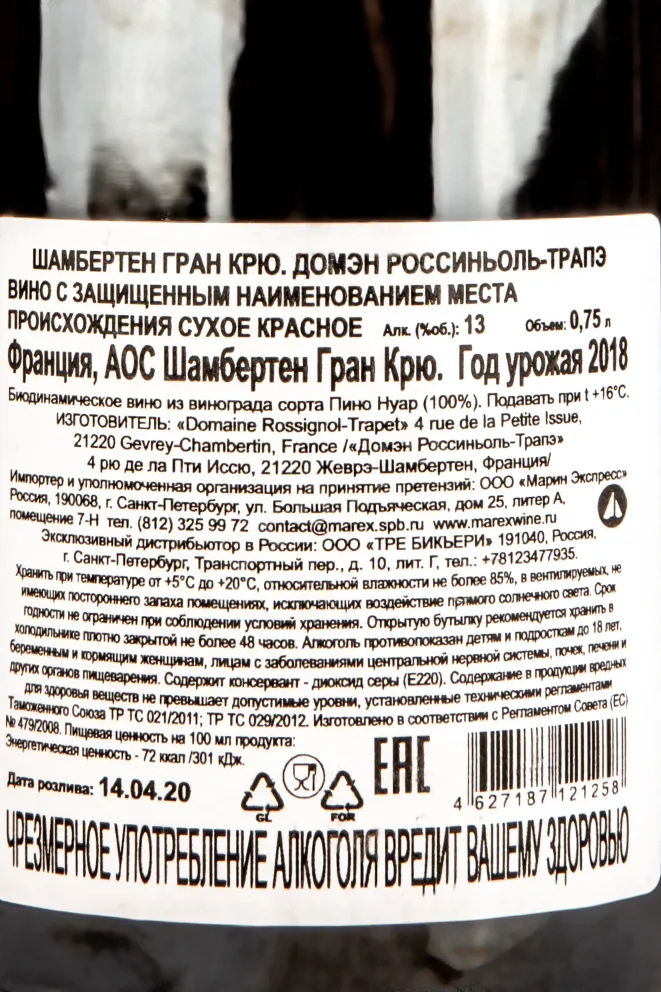 ШАМБЕРТЕН ГРАН КРЮ. ДОМЭН РОССИНЬОЛЬ-ТРАПЭ
ВИНО С ЗАЩИЩЕННЫМ НАИМЕНОВАНИЕМ МЕСТА
ПРОИСХОЖДЕНИЯ СУХОЕ КРАСНОЕ Алк. (%об.): 13 Объем: 0,75 л
Франция, АОС Шамбертен Гран Крю. Год урожая 2018
Биодинамическое вино из винограда сорта Пино Нуар (100%). Подавать при t +16°C.
ИЗГОТОВИТЕЛЬ: «Domaine Rossignol-Trapet» 4 rue de la Petite Issue,
21220 Gevrey-Chambertin, France /«Домэн Россиньоль-Трапэ»
4 рю де ла Пти Иссю, 21220 Жеврэ-Шамбертен, Франция/
Импортер и уполномоченная организация на принятие претензий: ООО «Марин Экспресс»
Россия, 190068, г. Санкт-Петербург, ул. Большая Подъяческая, дом 25, литер А,
помещение 7-Н тел. (812) 325 99 72 contact@marex.spb.ru www.marexwine.ru
Эксклюзивный дистрибьютор в России: ООО «ТРЕ БИКЬЕРИ» 191040, Россия,
г. Санкт-Петербург, Транспортный пер., д. 10, лит. Г, тел.: +78123477935.
Хранить при температуре от +5°C до +20°C, относительной влажности не более 85%, в вентилируемых, не
имеющих постороннего запаха помещениях, исключающих воздействие прямого солнечного света. Срок
годности не ограничен при соблюдении условий хранения. Открытую бутылку рекомендуется хранить в
холодильнике плотно закрытой не более 48 часов. Алкоголь противопоказан детям и подросткам до 18 лет,
беременным и кормящим женщинам, лицам с заболеваниями центральной нервной системы, почек, печени и
других органов пищеварения. Содержит консервант - диоксид серы (Е220). Содержание в продукции вредных
для здоровья веществ не превышает допустимые уровни, установленные техническими регламентами
Таможенного Союза ТР ТС 021/2011; ТР ТС 029/2012. Изготовлено в соответствии с Регламентом Совета (ЕС)
№ 479/2008. Пищевая ценность на 100 мл продукта:
Энергетическая ценность - 72 ккал /301 кДж.
Дата розлива: 14.04.20
GL FOR
EAC
4 627187 121258
ЧРЕЗМЕРНОЕ УПОТРЕБЛЕНИЕ АЛКОГОЛЯ ВРЕДИТ ВАШЕМУ ЗДОРОВЬЮ